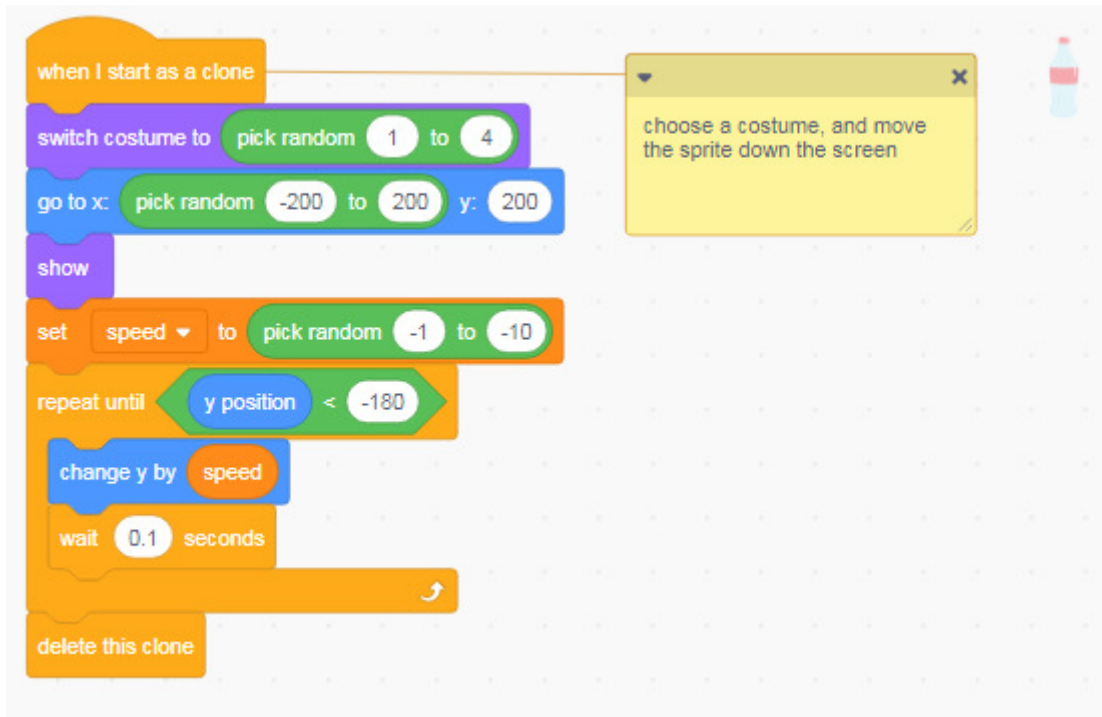 when I start as a clone
switch costume to pick random 1 to 4
go to x: pick random -200 to 200 y: 200
show
set speed to pick random -1 to -10
repeat until y position < -180
change y by speed
wait 0.1 seconds
delete this clone
choose a costume, and move
the sprite down the screen